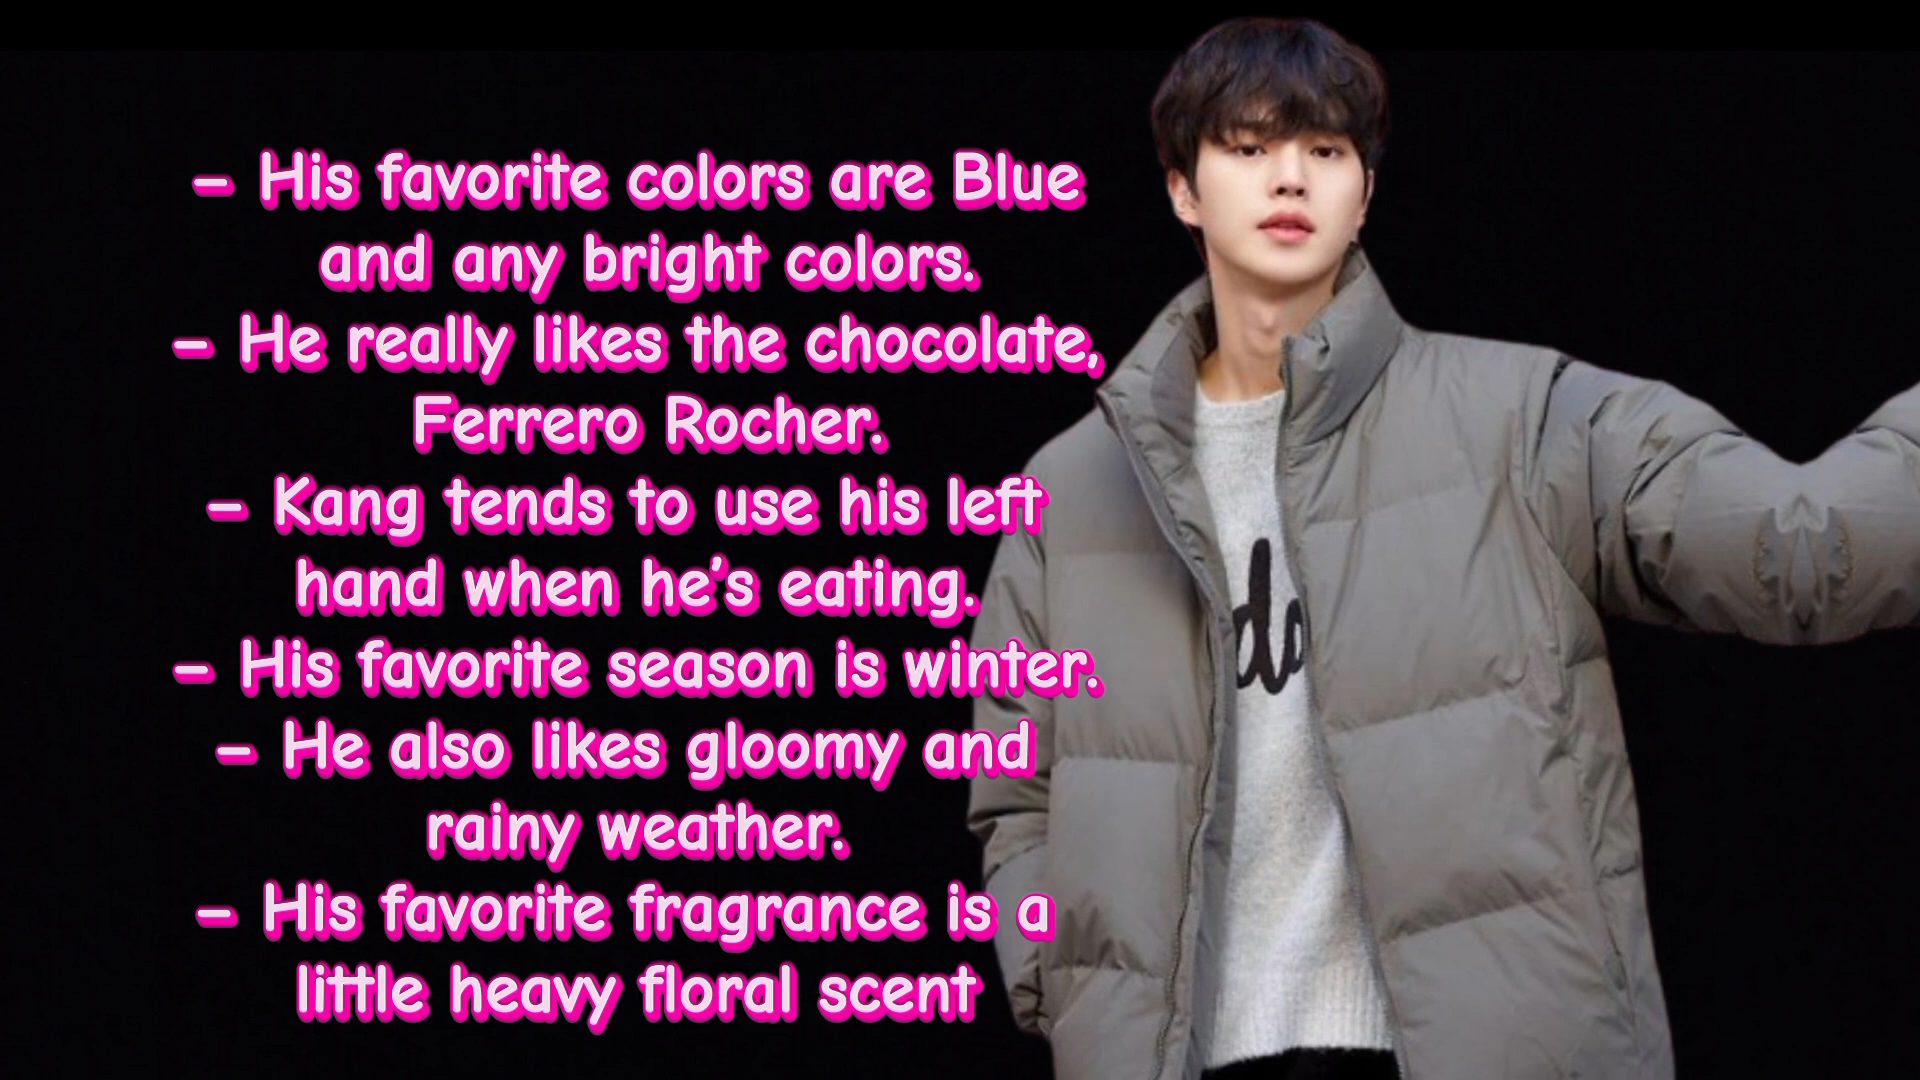 – His favorite colors are Blue
and any bright colors.
– He really likes the chocolate,
Ferrero Rocher.
– Kang tends to use his left
hand when he’s eating.
– His favorite season is winter.
– He also likes gloomy and
rainy weather.
– His favorite fragrance is a
little heavy floral scent